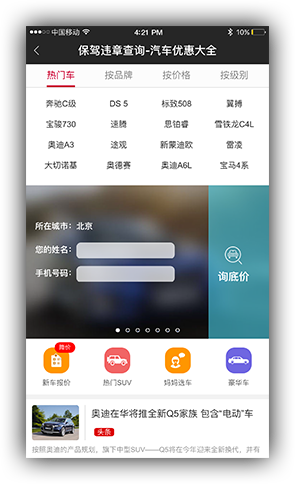 中国移动 4:21 PM 10%
保驾违章查询-汽车优惠大全
热门车 按品牌 按价格 按级别
奔驰C级 DS 5 标致508 翼搏
宝骏730 速腾 思铂睿 雪铁龙C4L
奥迪A3 途观 新蒙迪欧 雷凌
大切诺基 奥德赛 奥迪A6L 宝马4系
所在城市：北京
您的姓名：
手机号码：
询底价
询价
新车报价 热门SUV 妈妈选车 豪华车
奥迪在华将推全新Q5家族 包含“电动”车
头条
按照奥迪的产品规划，旗下中型SUV——Q5将在今年迎来全新换代，并有